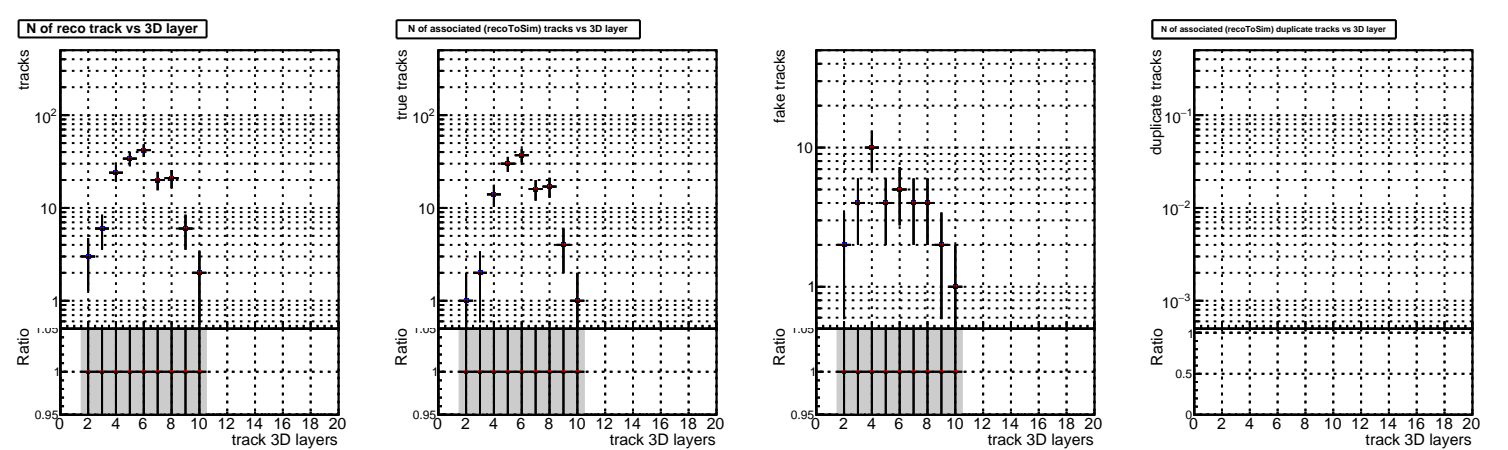 N of reco track vs 3D layer
tracks
10²
10
1
1.05
Ratio
1
0.95
0 2 4 6 8 10 12 14 16 18 20
track 3D layers
N of associated (recoToSim) tracks vs 3D layer
true tracks
10²
10
1
1.05
Ratio
1
0.95
0 2 4 6 8 10 12 14 16 18 20
track 3D layers
fake tracks
10
1
1.05
Ratio
1
0.95
0 2 4 6 8 10 12 14 16 18 20
track 3D layers
N of associated (recoToSim) duplicate tracks vs 3D layer
duplicate tracks
10⁻¹
10⁻²
10⁻³
Ratio
1
0.5
0
0 2 4 6 8 10 12 14 16 18 20
track 3D layers